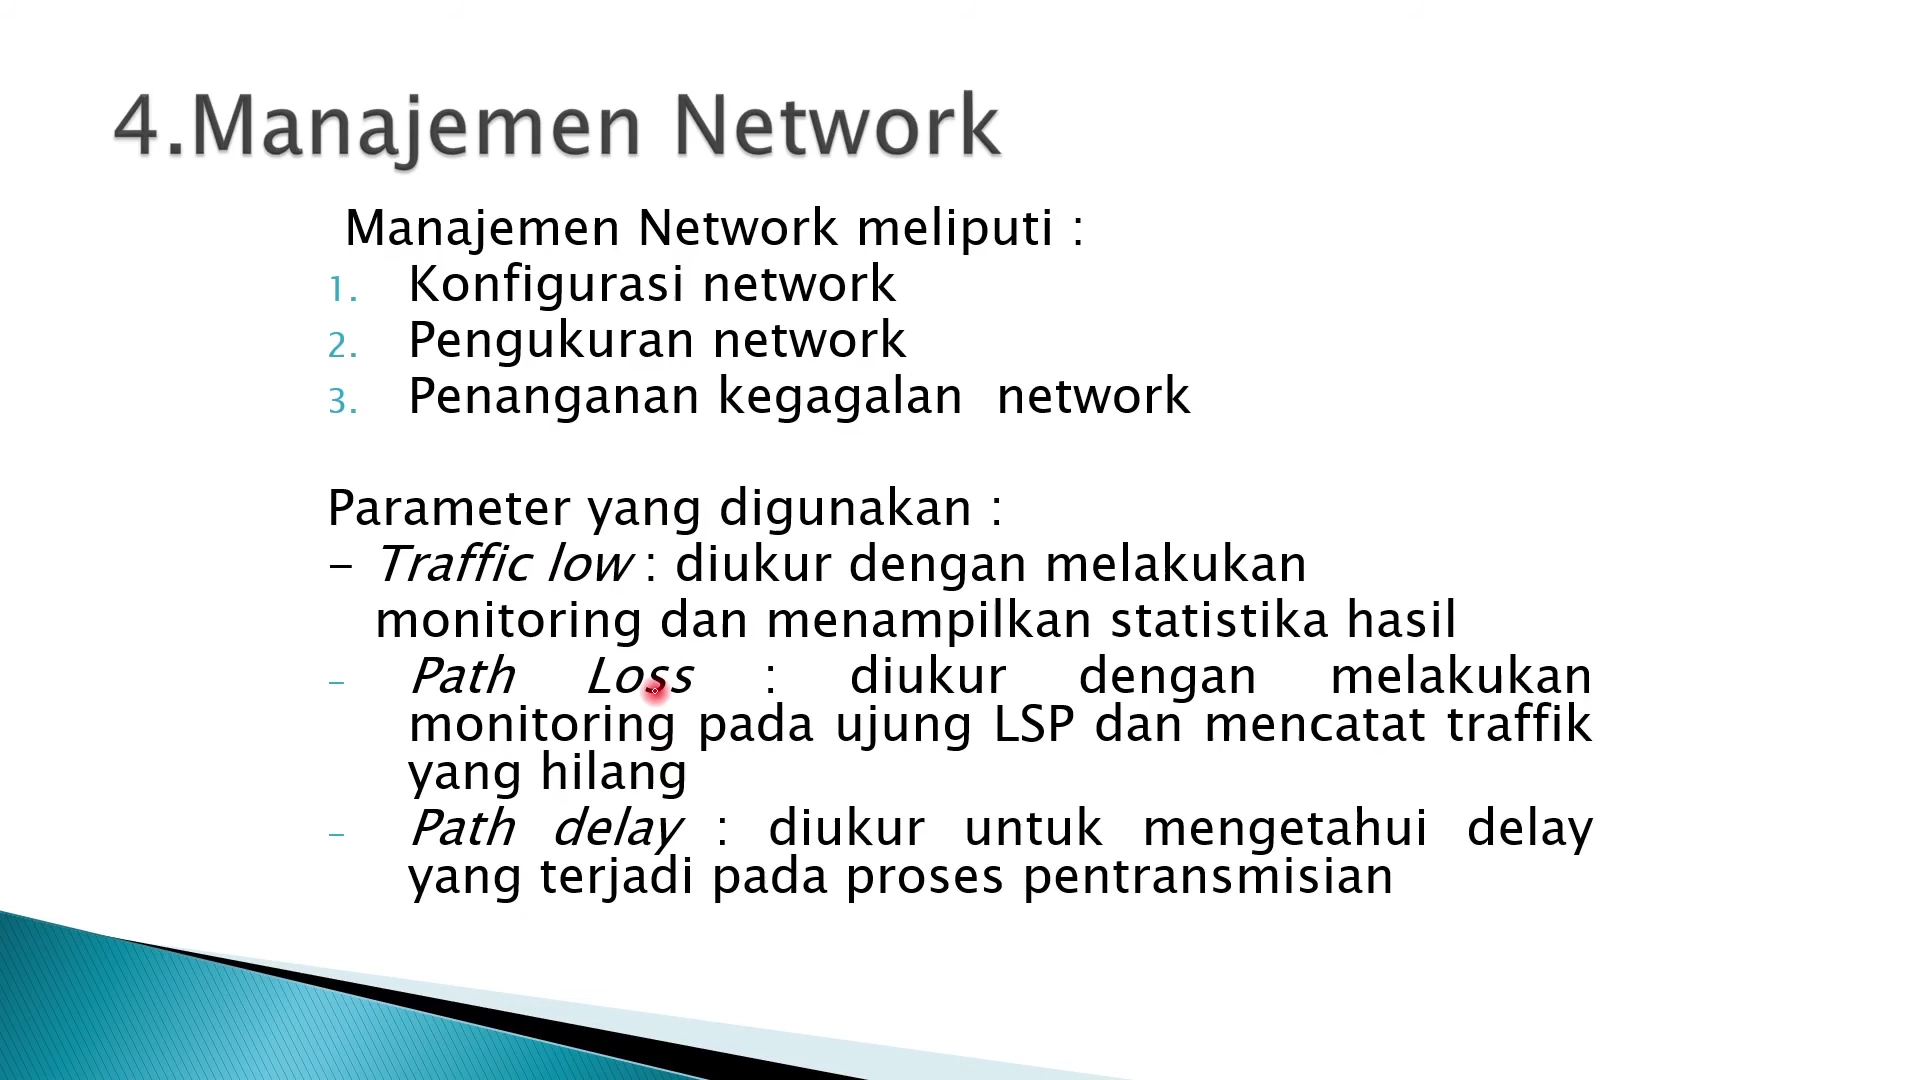 4.Manajemen Network
Manajemen Network meliputi :
1. Konfigurasi network
2. Pengukuran network
3. Penanganan kegagalan  network
Parameter yang digunakan :
- Traffic low : diukur dengan melakukan
monitoring dan menampilkan statistika hasil
- Path Loss : diukur dengan melakukan
monitoring pada ujung LSP dan mencatat traffik
yang hilang
- Path delay : diukur untuk mengetahui delay
yang terjadi pada proses pentransmisian